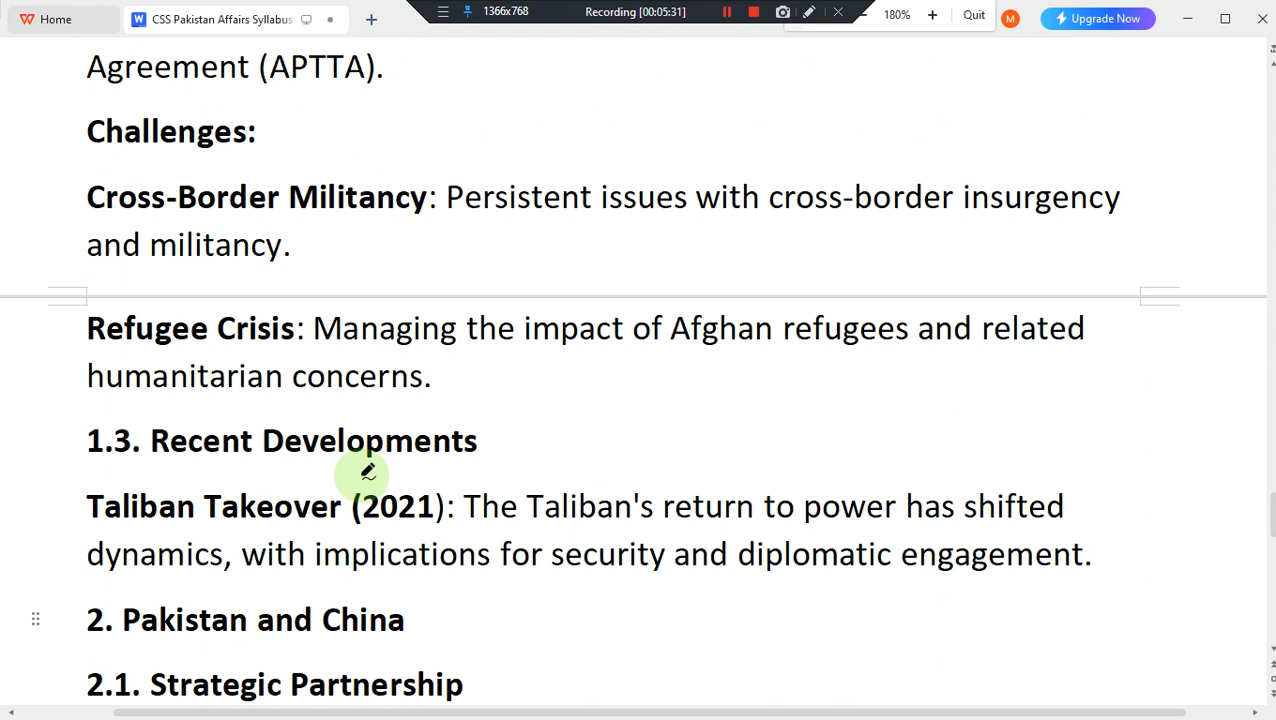 Home
W CSS Pakistan Affairs Syllabus
1366x768
Recording [00:05:31]
180%
Quit
M
Upgrade Now
Agreement (APTTA).
Challenges:
Cross-Border Militancy: Persistent issues with cross-border insurgency
and militancy.
Refugee Crisis: Managing the impact of Afghan refugees and related
humanitarian concerns.
1.3. Recent Developments
Taliban Takeover (2021): The Taliban's return to power has shifted
dynamics, with implications for security and diplomatic engagement.
2. Pakistan and China
2.1. Strategic Partnership